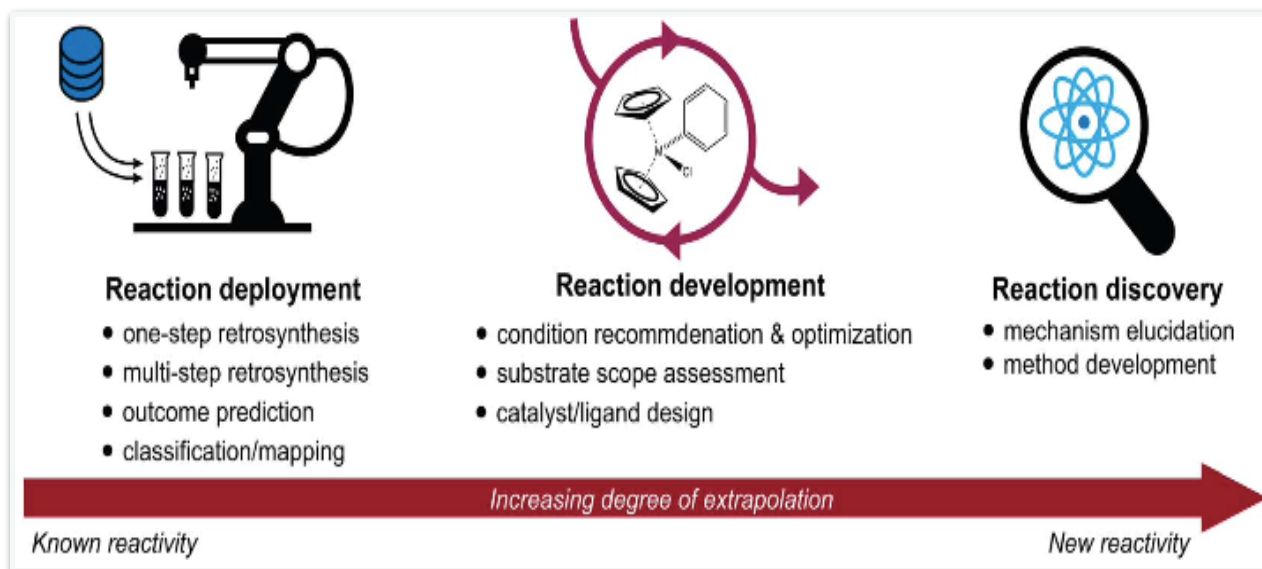 M
Cl
Reaction deployment
• one-step retrosynthesis
• multi-step retrosynthesis
• outcome prediction
• classification/mapping
Reaction development
• condition recommdenation & optimization
• substrate scope assessment
• catalyst/ligand design
Reaction discovery
• mechanism elucidation
• method development
Increasing degree of extrapolation
Known reactivity
New reactivity